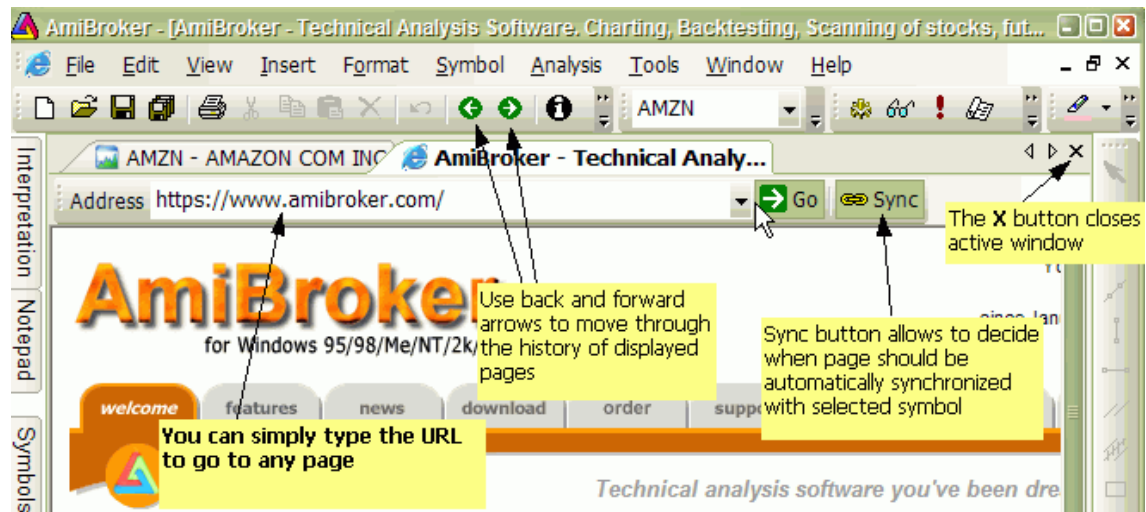 AmiBroker - [AmiBroker - Technical Analysis Software. Charting, Backtesting, Scanning of stocks, fut...
File Edit View Insert Format Symbol Analysis Tools Window Help
AMZN
AMZN - AMAZON COM INC AmiBroker - Technical Analy...
Address https://www.amibroker.com/ Go Sync
The X button closes
active window
Interpretation
Notepad
Symbols
AmiBroker
for Windows 95/98/Me/NT/2k/
Use back and forward
arrows to move through
the history of displayed
pages
Sync button allows to decide
when page should be
automatically synchronized
with selected symbol
welcome features news download order
You can simply type the URL
to go to any page
Technical analysis software you've been dre